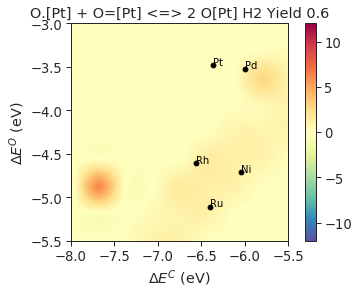 O.[Pt] + O=[Pt] <=> 2 O[Pt] H2 Yield 0.6
−3.0
−3.5
−4.0
−4.5
−5.0
−5.5
ΔE^O (eV)
Pt
Pd
Rh
Ni
Ru
−8.0 −7.5 −7.0 −6.5 −6.0 −5.5
ΔE^C (eV)
10
5
0
−5
−10